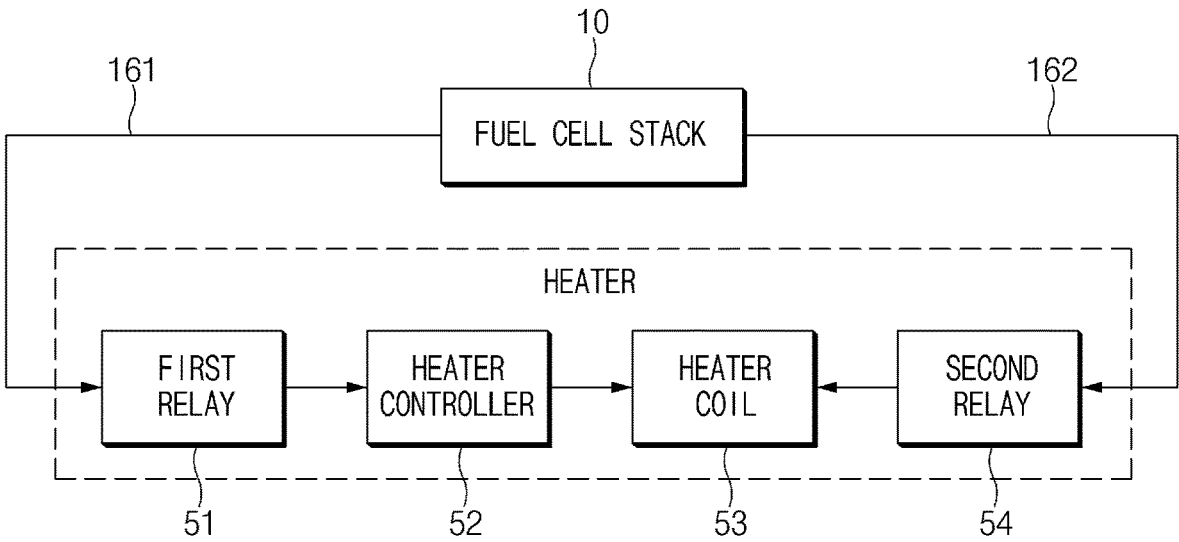 10
161
162
FUEL CELL STACK
HEATER
FIRST
RELAY
HEATER
CONTROLLER
HEATER
COIL
SECOND
RELAY
51
52
53
54